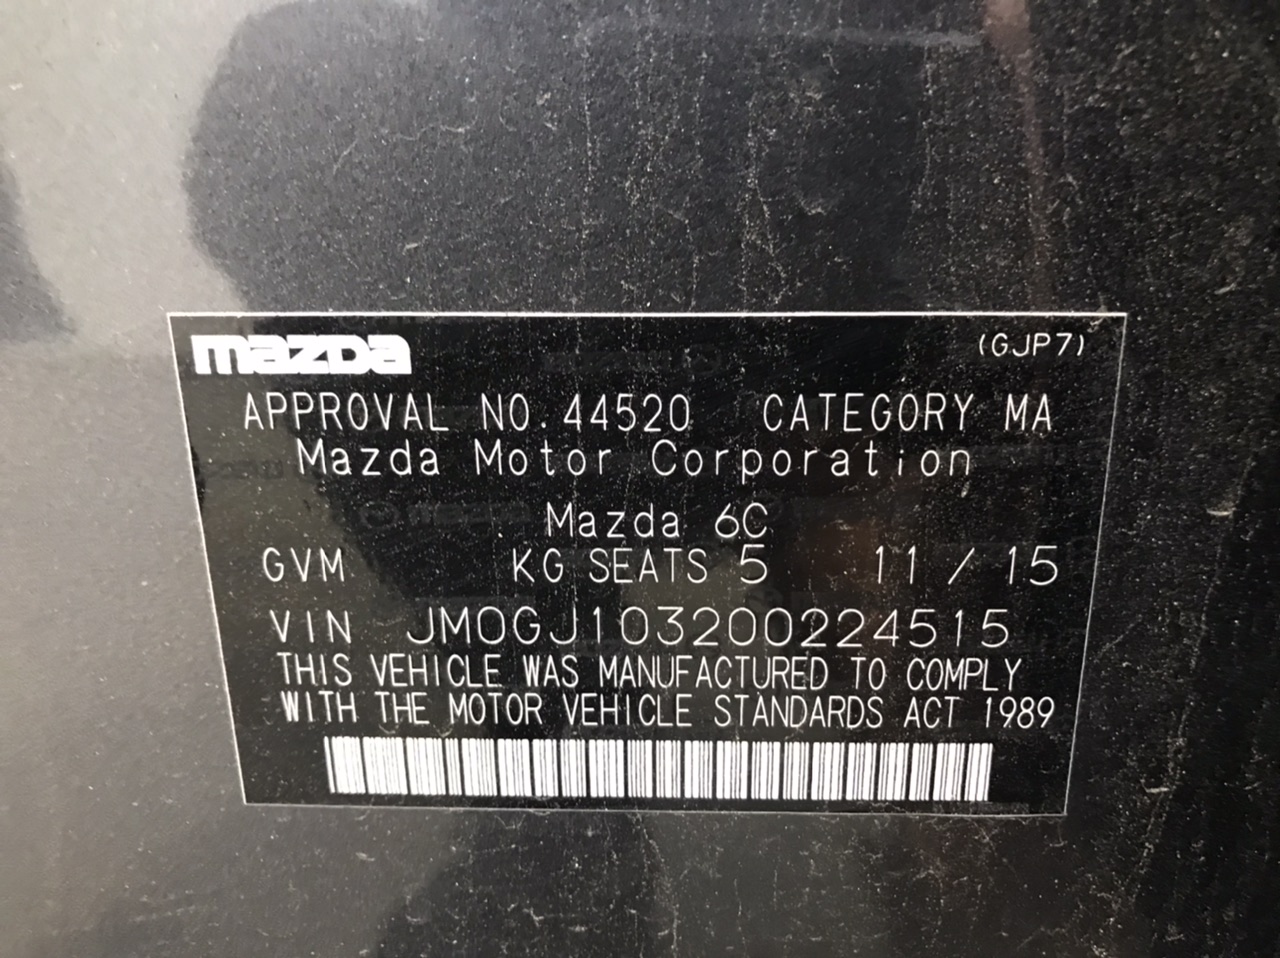 mazda (GJP7)
APPROVAL NO. 44520 CATEGORY MA
Mazda Motor Corporation
Mazda 6C
GVM KG SEATS 5 11 / 15
VIN JM0GJ103200224515
THIS VEHICLE WAS MANUFACTURED TO COMPLY
WITH THE MOTOR VEHICLE STANDARDS ACT 1989